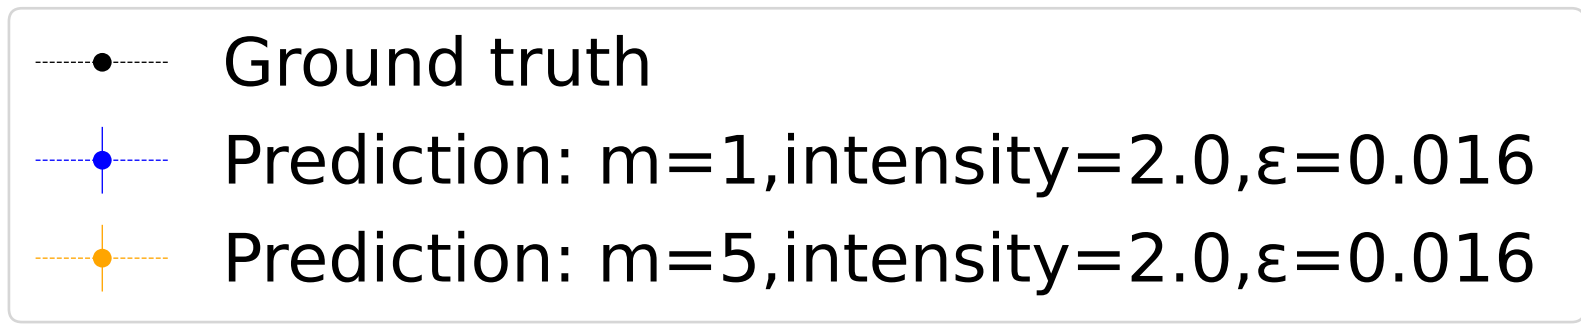 Ground truth
Prediction: m=1,intensity=2.0,ε=0.016
Prediction: m=5,intensity=2.0,ε=0.016